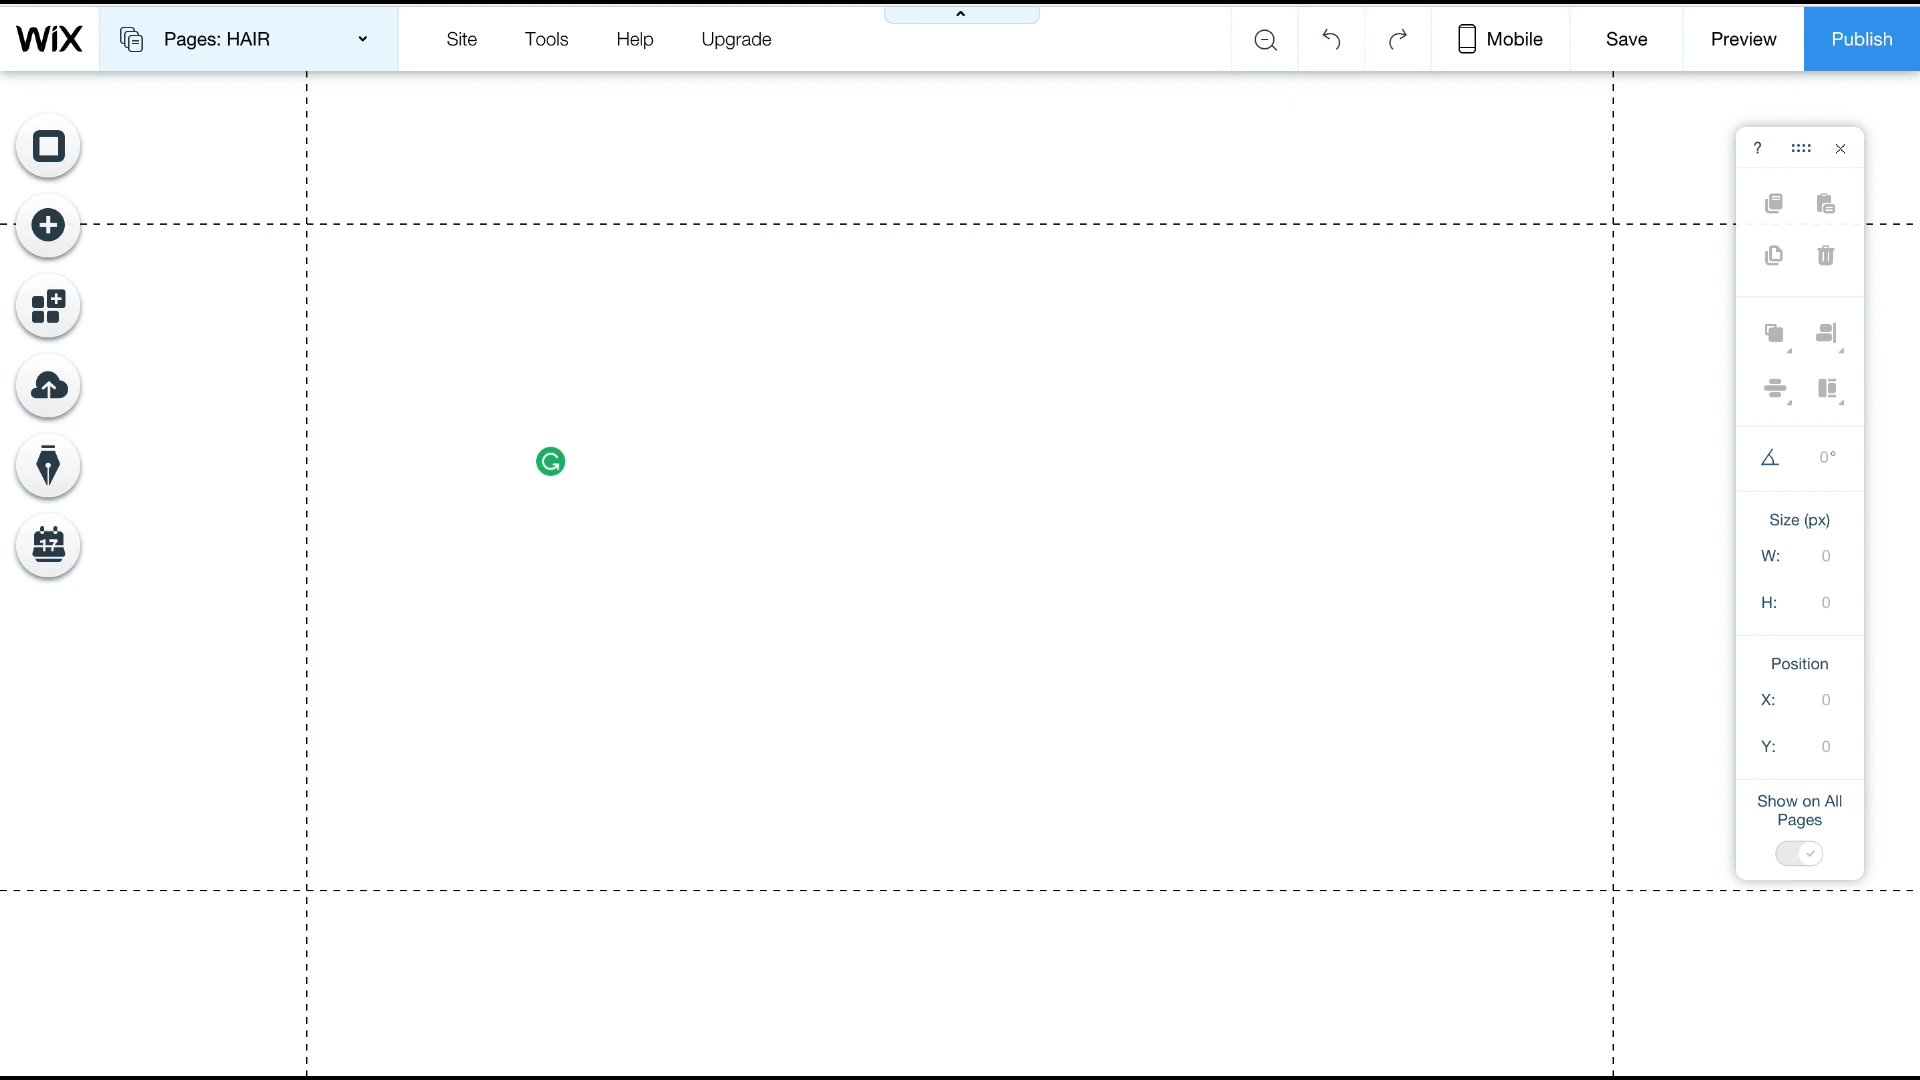 WiX
Pages: HAIR
Site
Tools
Help
Upgrade
Mobile
Save
Preview
Publish
?
17
0°
Size (px)
W: 0
H: 0
Position
X: 0
Y: 0
Show on All
Pages